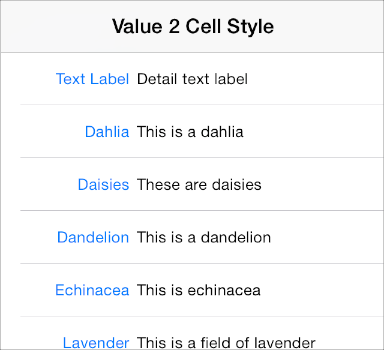 Value 2 Cell Style
Text Label Detail text label
Dahlia This is a dahlia
Daisies These are daisies
Dandelion This is a dandelion
Echinacea This is echinacea
Lavender This is a field of lavender